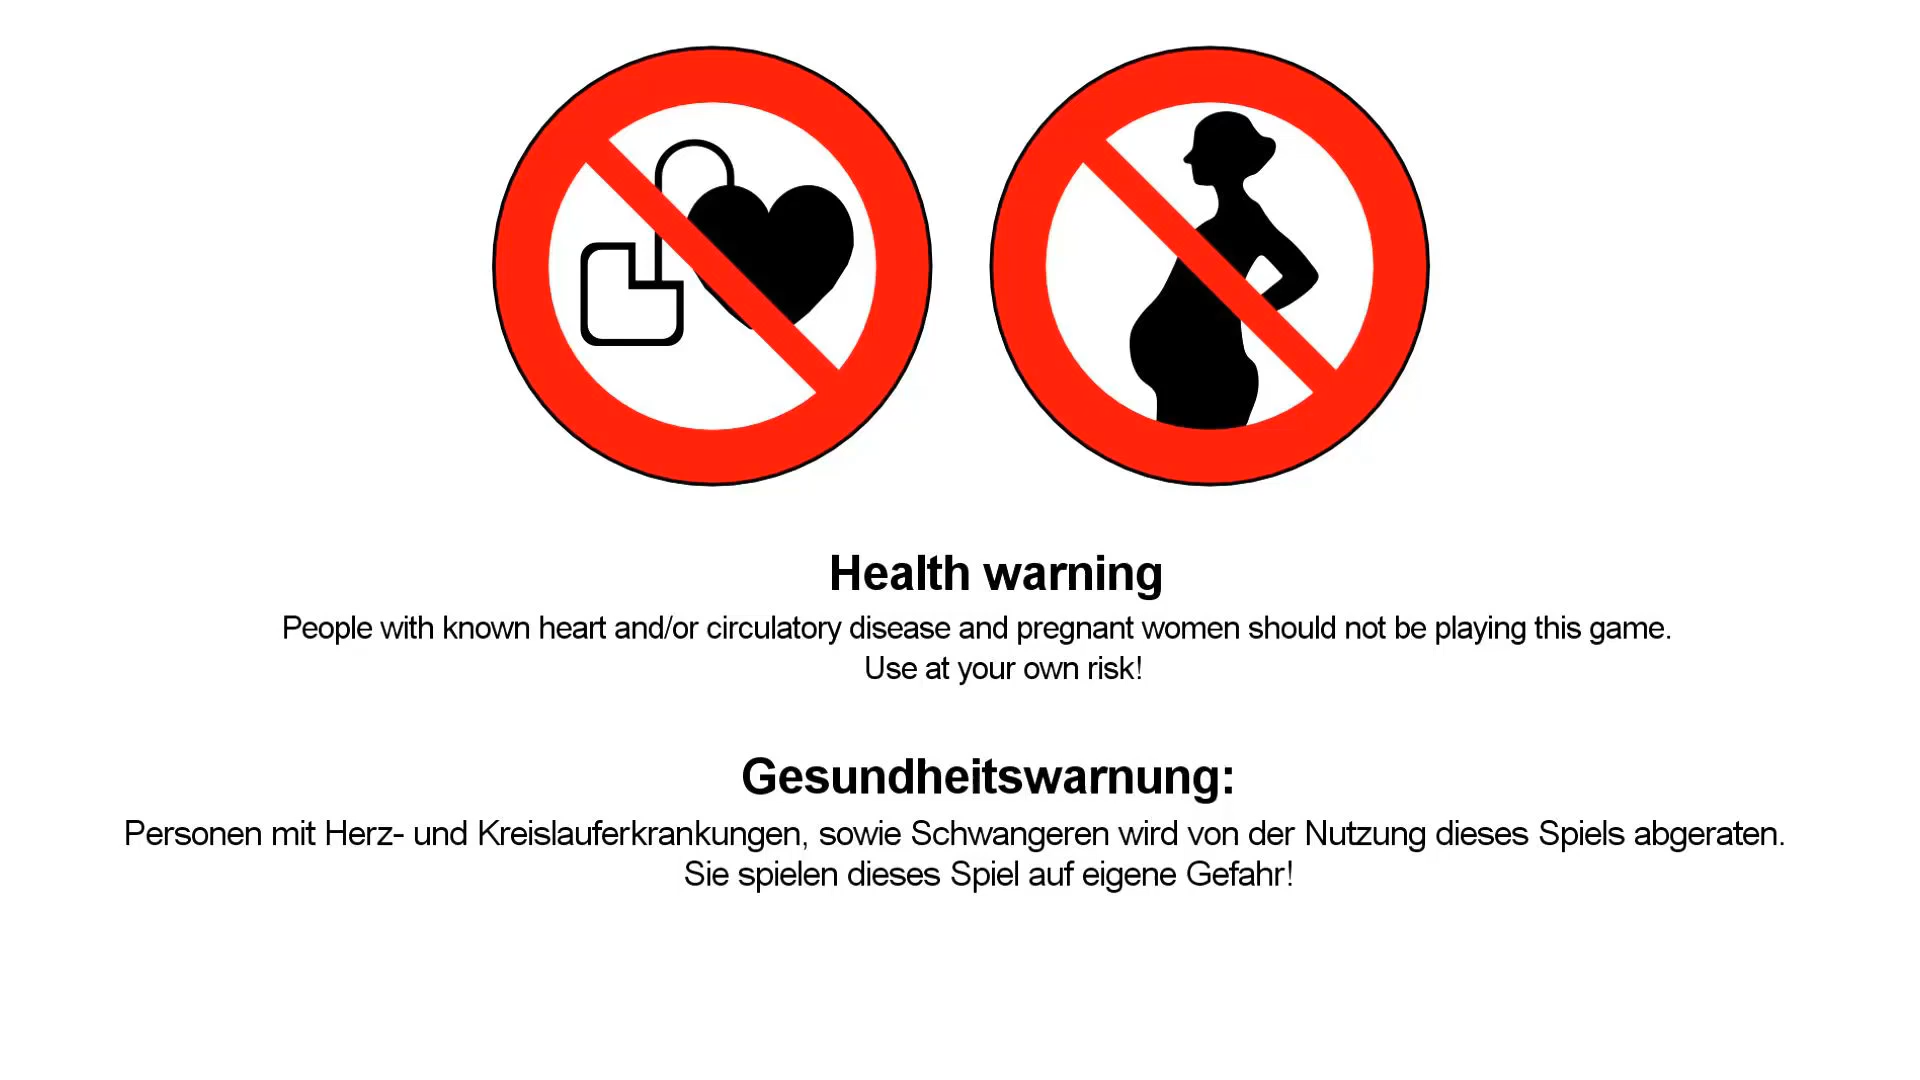 Health warning
People with known heart and/or circulatory disease and pregnant women should not be playing this game.
Use at your own risk!
Gesundheitswarnung:
Personen mit Herz- und Kreislauferkrankungen, sowie Schwangeren wird von der Nutzung dieses Spiels abgeraten.
Sie spielen dieses Spiel auf eigene Gefahr!